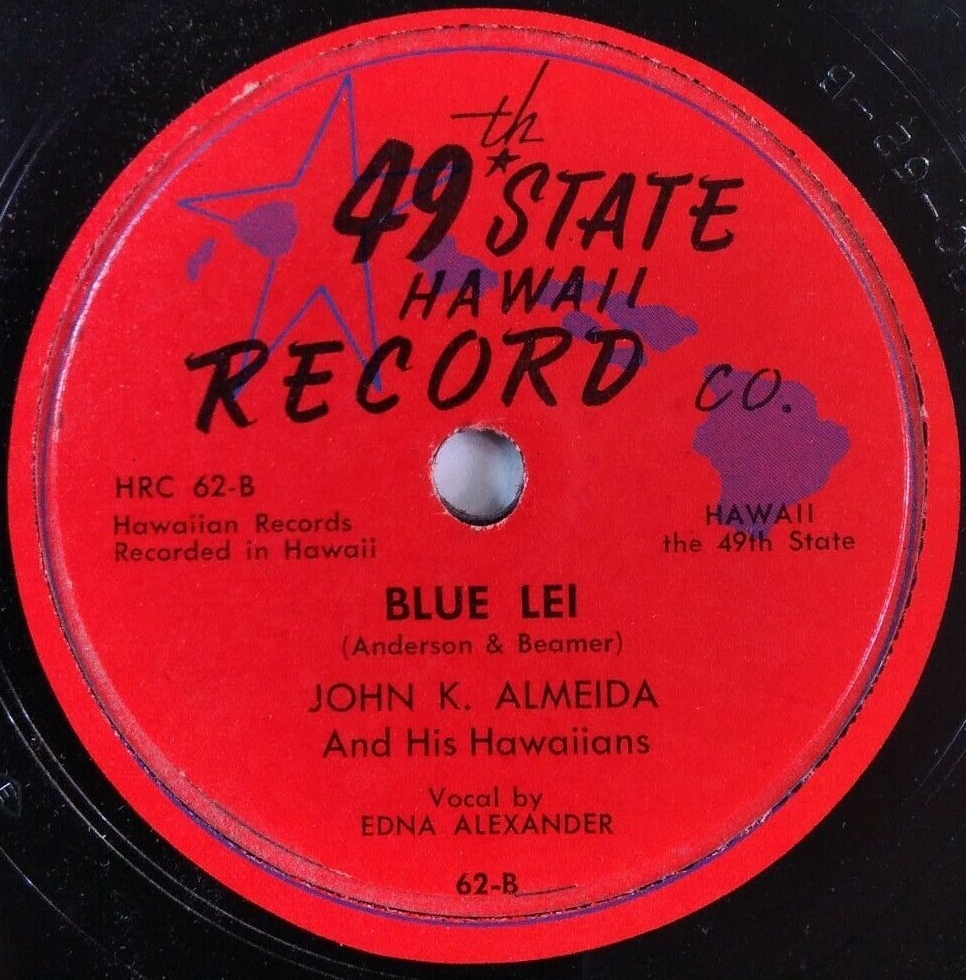 49th STATE
HAWAII
RECORD CO.
HRC 62-B
Hawaiian Records
Recorded in Hawaii
HAWAII
the 49th State
BLUE LEI
(Anderson & Beamer)
JOHN K. ALMEIDA
And His Hawaiians
Vocal by
EDNA ALEXANDER
62-B